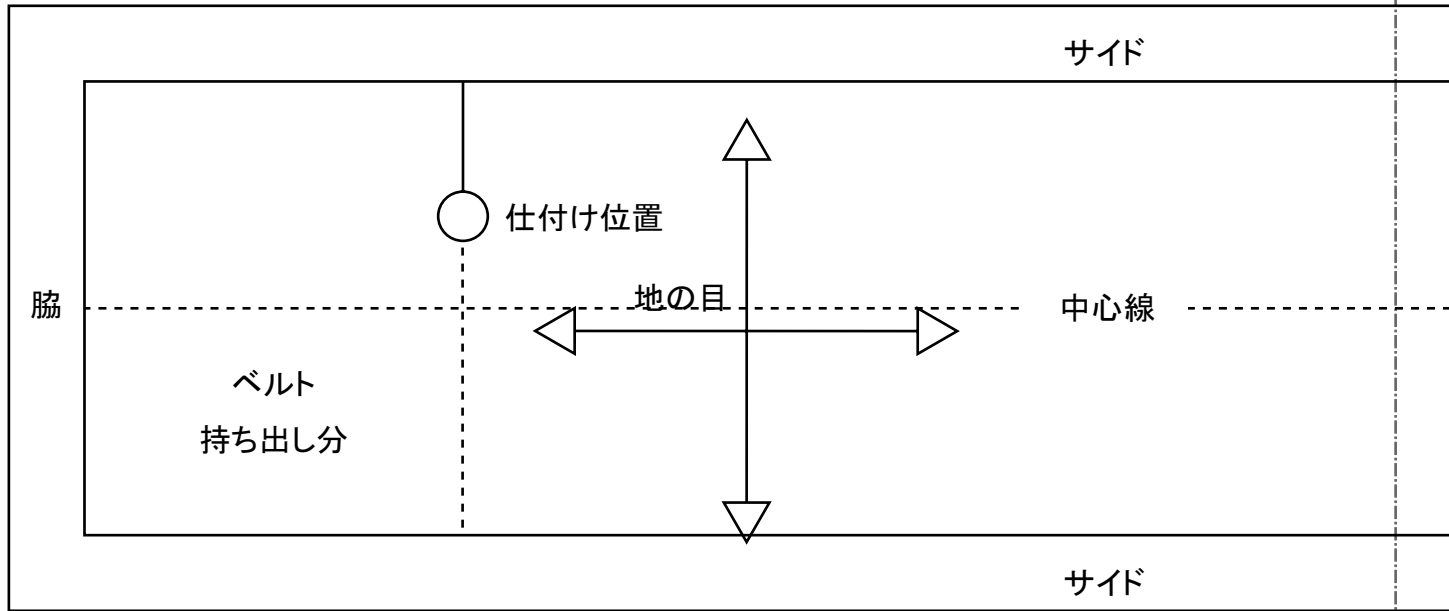 サイド
仕付け位置
地の目
脇
中心線
ベルト
持ち出し分
サイド